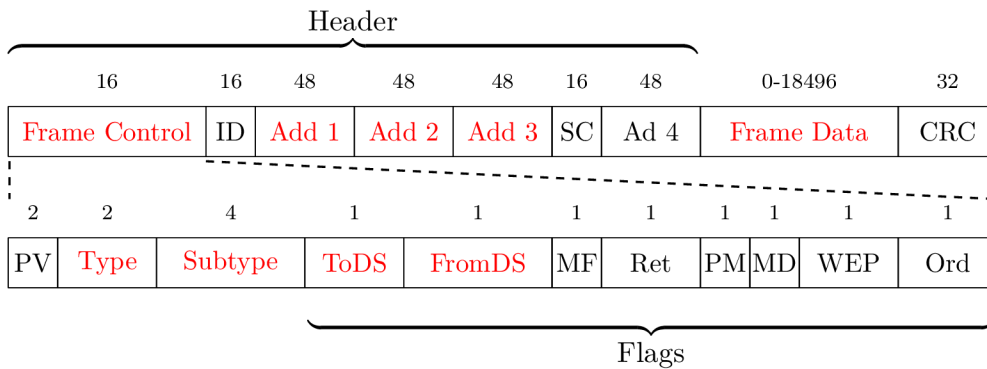 Header
16 16 48 48 48 16 48 0-18496 32
Frame Control ID Add 1 Add 2 Add 3 SC Ad 4 Frame Data CRC
2 2 4 1 1 1 1 1 1 1 1
PV Type Subtype ToDS FromDS MF Ret PM MD WEP Ord
Flags